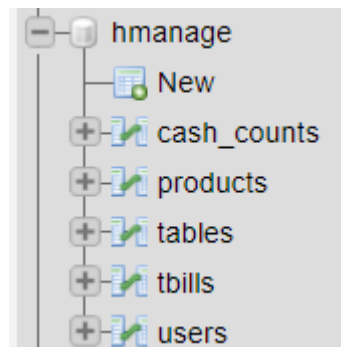 hmanage
New
cash_counts
products
tables
tbills
users